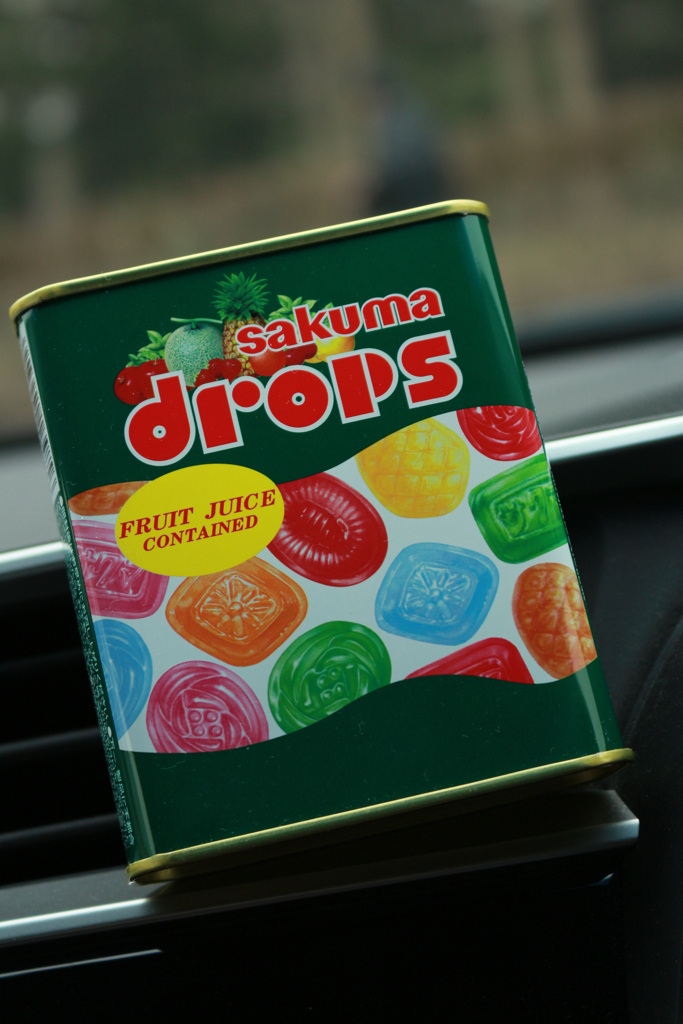 sakuma
drops
FRUIT JUICE
CONTAINED